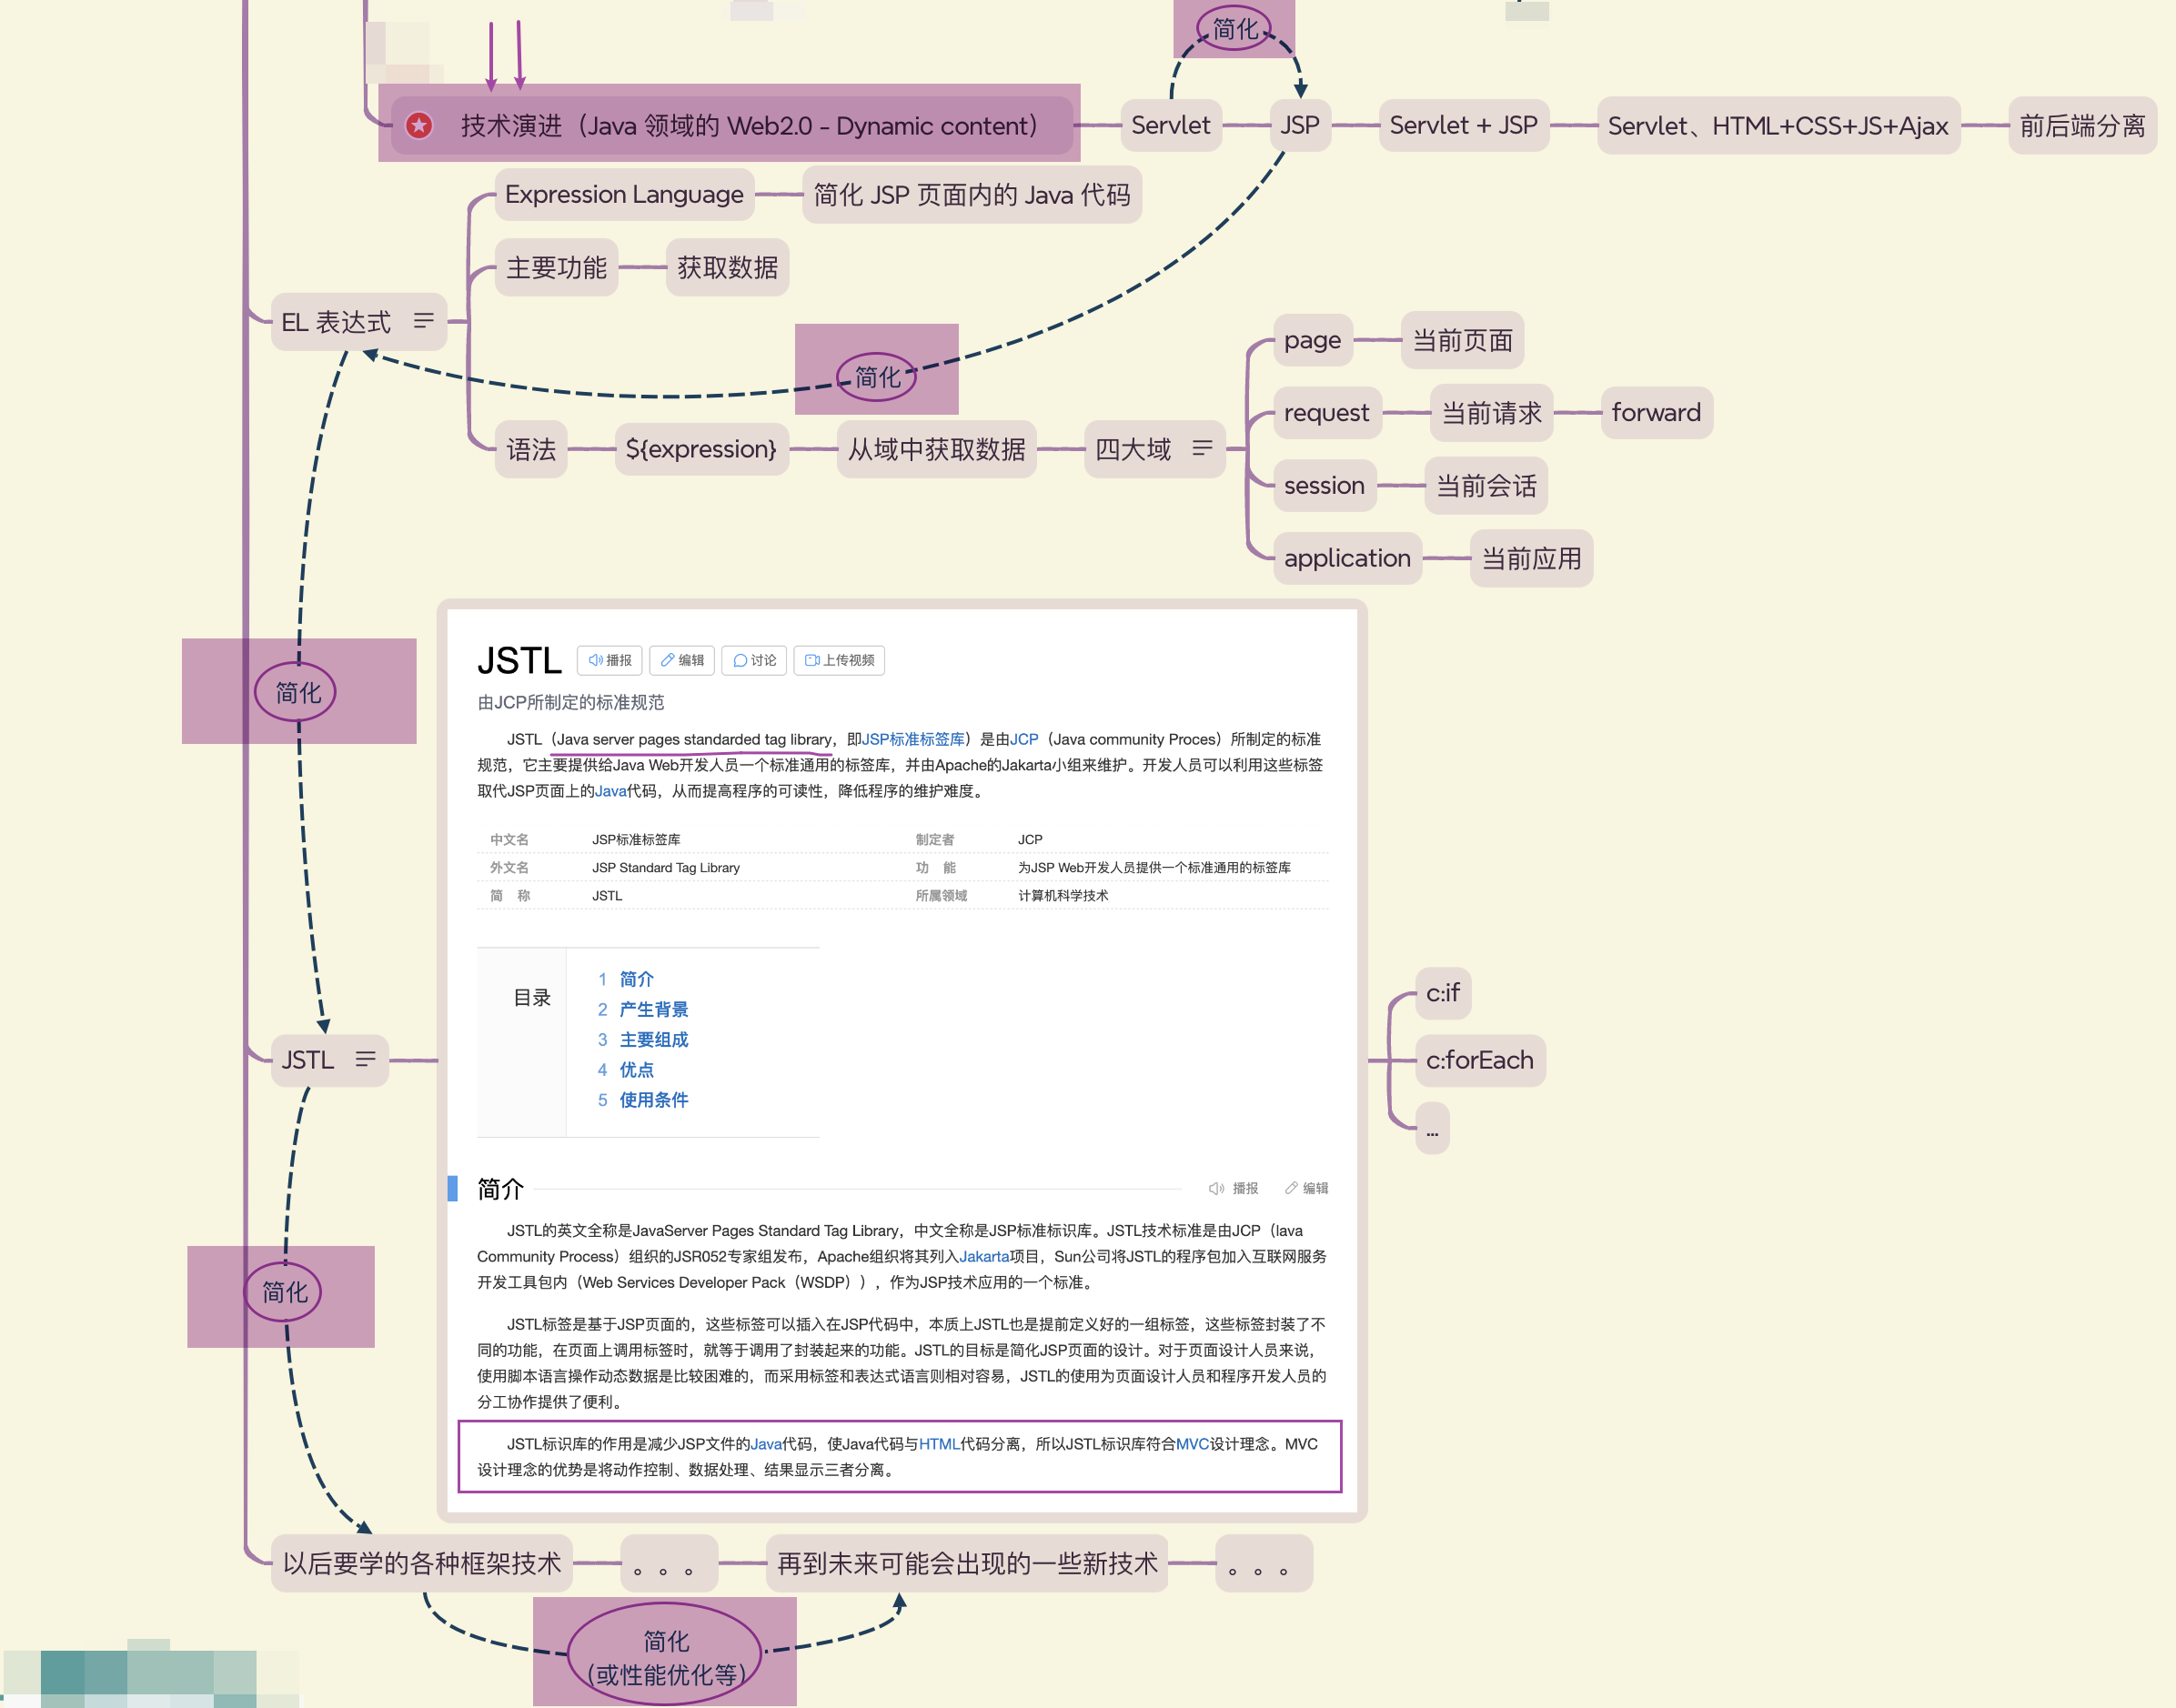 简化
技术演进（Java 领域的 Web2.0 - Dynamic content）
Servlet
JSP
Servlet + JSP
Servlet、HTML+CSS+JS+Ajax
前后端分离
Expression Language
简化 JSP 页面内的 Java 代码
主要功能
获取数据
EL 表达式
简化
语法
${expression}
从域中获取数据
四大域
page
当前页面
request
当前请求
forward
session
当前会话
application
当前应用
简化
JSTL
播报
编辑
讨论
上传视频
由JCP所制定的标准规范
JSTL（Java server pages standarded tag library，即JSP标准标签库）是由JCP（Java community Proces）所制定的标准
规范，它主要提供给Java Web开发人员一个标准通用的标签库，并由Apache的Jakarta小组来维护。开发人员可以利用这些标签
取代JSP页面上的Java代码，从而提高程序的可读性，降低程序的维护难度。
中文名 JSP标准标签库 制定者 JCP
外文名 JSP Standard Tag Library 功 能 为JSP Web开发人员提供一个标准通用的标签库
简 称 JSTL 所属领域 计算机科学技术
目录
1 简介
2 产生背景
3 主要组成
4 优点
5 使用条件
JSTL
c:if
c:forEach
...
简介
播报
编辑
JSTL的英文全称是JavaServer Pages Standard Tag Library，中文全称是JSP标准标识库。JSTL技术标准是由JCP（lava
Community Process）组织的JSR052专家组发布，Apache组织将其列入Jakarta项目，Sun公司将JSTL的程序包加入互联网服务
开发工具包内（Web Services Developer Pack（WSDP）），作为JSP技术应用的一个标准。
JSTL标签是基于JSP页面的，这些标签可以插入在JSP代码中，本质上JSTL也是提前定义好的一组标签，这些标签封装了不
同的功能，在页面上调用标签时，就等于调用了封装起来的功能。JSTL的目标是简化JSP页面的设计。对于页面设计人员来说，
使用脚本语言操作动态数据是比较困难的，而采用标签和表达式语言则相对容易，JSTL的使用为页面设计人员和程序开发人员的
分工协作提供了便利。
JSTL标识库的作用是减少JSP文件的Java代码，使Java代码与HTML代码分离，所以JSTL标识库符合MVC设计理念。MVC
设计理念的优势是将动作控制、数据处理、结果显示三者分离。
简化
以后要学的各种框架技术
。。。
再到未来可能会出现的一些新技术
。。。
简化
（或性能优化等）